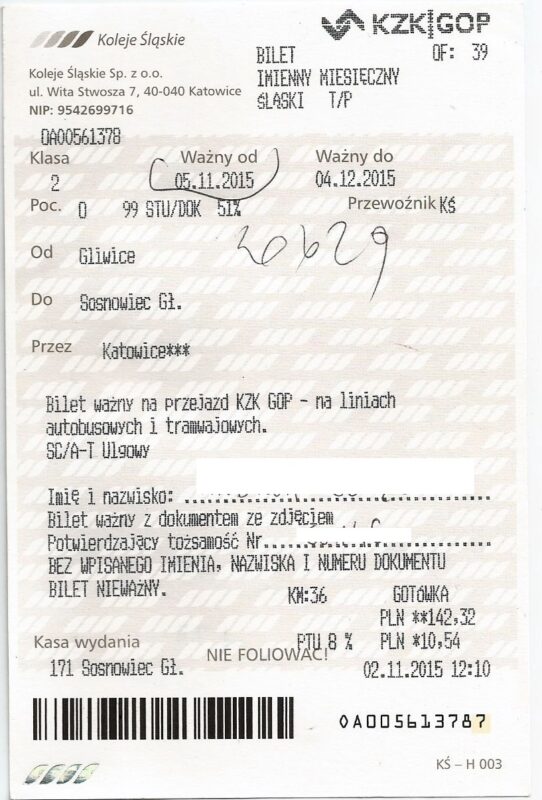 Koleje Śląskie
KZK GOP
Koleje Śląskie Sp. z o.o.
ul. Wita Stwosza 7, 40-040 Katowice
NIP: 9542699716
BILET OF: 39
IMIENNY MIESIĘCZNY
ŚLĄSKI T/P
OA00561378
Klasa Ważny od Ważny do
2 05.11.2015 04.12.2015
Poc. 0 99 STU/DOK 51% Przewoźnik KŚ
Od Gliwice
Do Sosnowiec Gł.
Przez Katowice***
Bilet ważny na przejazd KZK GOP - na liniach
autobusowych i tramwajowych.
SC/A-T Ulgowy
Imię i nazwisko:
Bilet ważny z dokumentem ze zdjęciem
Potwierdzający tożsamość Nr
BEZ WPISANEGO IMIENIA, NAZWISKA I NUMERU DOKUMENTU
BILET NIEWAŻNY.
KM:36 GOTÓWKA
PLN **142,32
PTU 8 % PLN *10,54
Kasa wydania
NIE FOLIOWAĆ!
171 Sosnowiec Gł. 02.11.2015 12:10
0A005613787
KŚ – H 003